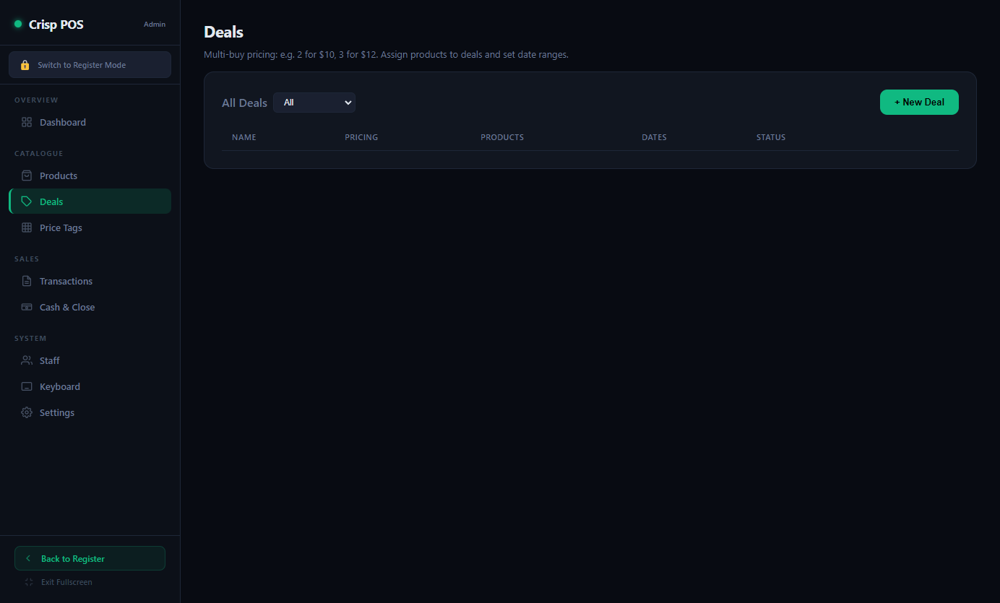 Crisp POS
Admin
Switch to Register Mode
OVERVIEW
Dashboard
CATALOGUE
Products
Deals
Price Tags
SALES
Transactions
Cash & Close
SYSTEM
Staff
Keyboard
Settings
Back to Register
Exit Fullscreen
Deals
Multi-buy pricing: e.g. 2 for $10, 3 for $12. Assign products to deals and set date ranges.
All Deals All + New Deal
NAME PRICING PRODUCTS DATES STATUS